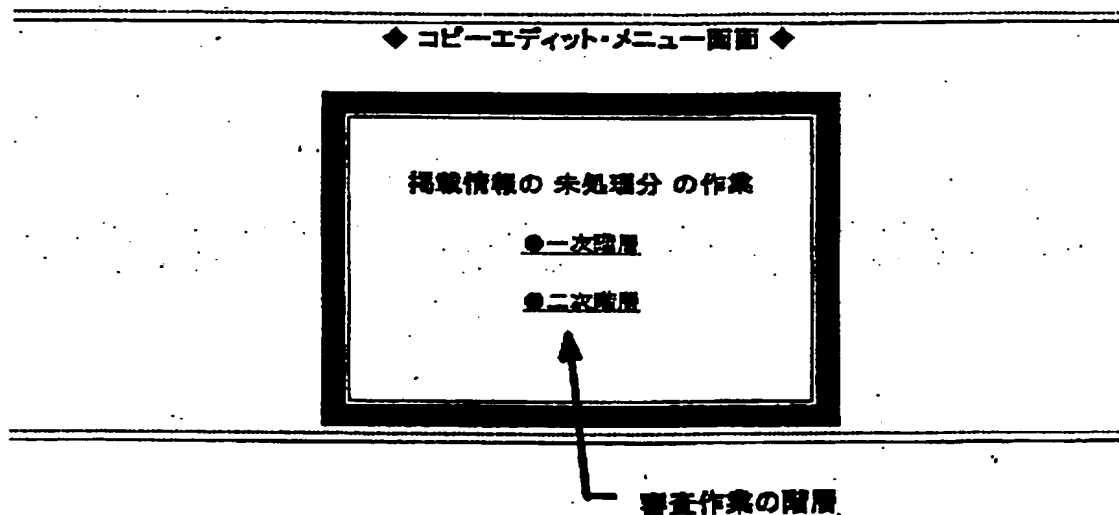 ◆ コピーエディット・メニュー画面 ◆
掲載情報の 未処理分 の作業
●一次階層
●二次階層
審査作業の階層